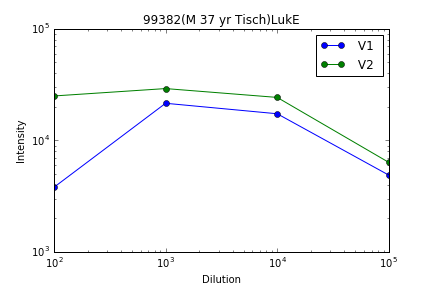 99382(M 37 yr Tisch)LukE
10^5
10^4
10^3
Intensity
V1
V2
10^2
10^3
10^4
10^5
Dilution